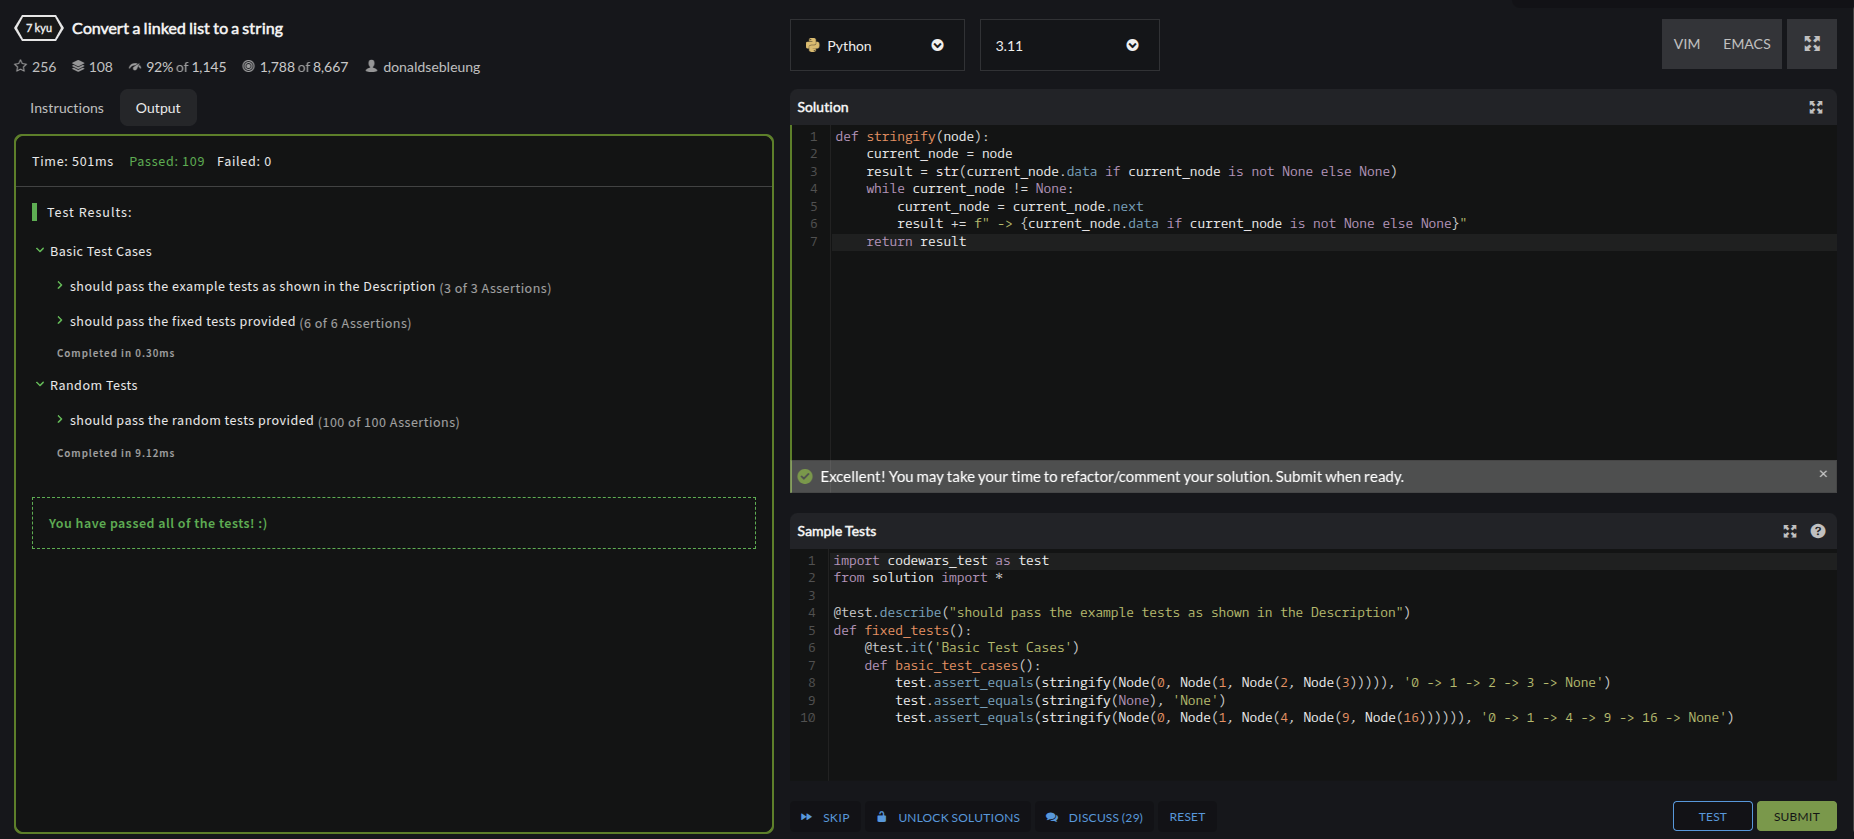 7 kyu Convert a linked list to a string
256 108 92% of 1,145 1,788 of 8,667 donaldsebleung
Instructions Output
Time: 501ms Passed: 109 Failed: 0
Test Results:
Basic Test Cases
should pass the example tests as shown in the Description (3 of 3 Assertions)
should pass the fixed tests provided (6 of 6 Assertions)
Completed in 0.30ms
Random Tests
should pass the random tests provided (100 of 100 Assertions)
Completed in 9.12ms
You have passed all of the tests! :)
Python 3.11 VIM EMACS
Solution
1 def stringify(node):
2     current_node = node
3     result = str(current_node.data if current_node is not None else None)
4     while current_node != None:
5         current_node = current_node.next
6         result += f" -> {current_node.data if current_node is not None else None}"
7     return result
Excellent! You may take your time to refactor/comment your solution. Submit when ready. ×
Sample Tests
1 import codewars_test as test
2 from solution import *
3
4 @test.describe("should pass the example tests as shown in the Description")
5 def fixed_tests():
6     @test.it('Basic Test Cases')
7     def basic_test_cases():
8         test.assert_equals(stringify(Node(0, Node(1, Node(2, Node(3))))), '0 -> 1 -> 2 -> 3 -> None')
9         test.assert_equals(stringify(None), 'None')
10         test.assert_equals(stringify(Node(0, Node(1, Node(4, Node(9, Node(16)))))), '0 -> 1 -> 4 -> 9 -> 16 -> None')
SKIP UNLOCK SOLUTIONS DISCUSS (29) RESET TEST SUBMIT